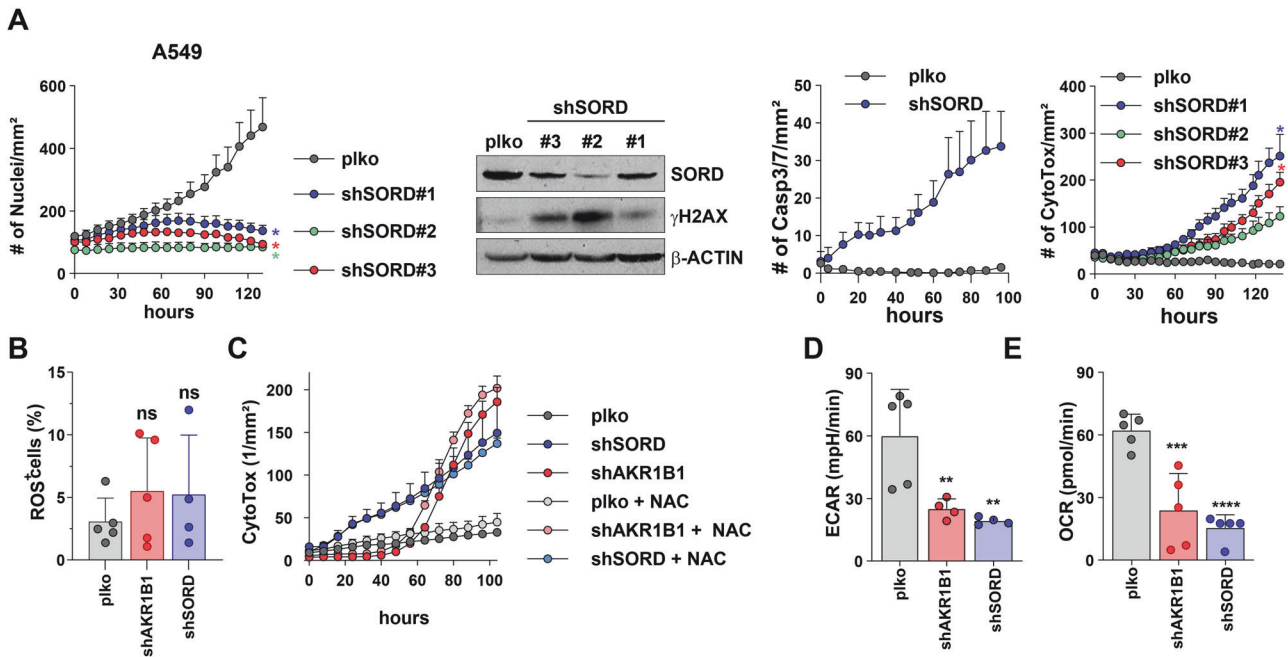 A
A549
# of Nuclei/mm²
600
400
200
0
0 30 60 90 120
hours
plko
shSORD#1
shSORD#2
shSORD#3
*
*
*
shSORD
plko #3 #2 #1
SORD
γH2AX
β-ACTIN
plko
shSORD
# of Casp3/7/mm²
50
40
30
20
10
0
0 20 40 60 80 100
hours
plko
shSORD#1
shSORD#2
shSORD#3
# of CytoTox/mm²
400
300
200
100
0
0 30 60 90 120
hours
*
*
*
B
ROS+cells (%)
15
10
5
0
ns
ns
plko
shAKR1B1
shSORD
C
CytoTox (1/mm²)
200
150
100
50
0
0 20 40 60 80 100
hours
plko
shSORD
shAKR1B1
plko + NAC
shAKR1B1 + NAC
shSORD + NAC
D
ECAR (mpH/min)
90
60
30
0
**
**
plko
shAKR1B1
shSORD
E
OCR (pmol/min)
90
60
30
0
***
****
plko
shAKR1B1
shSORD